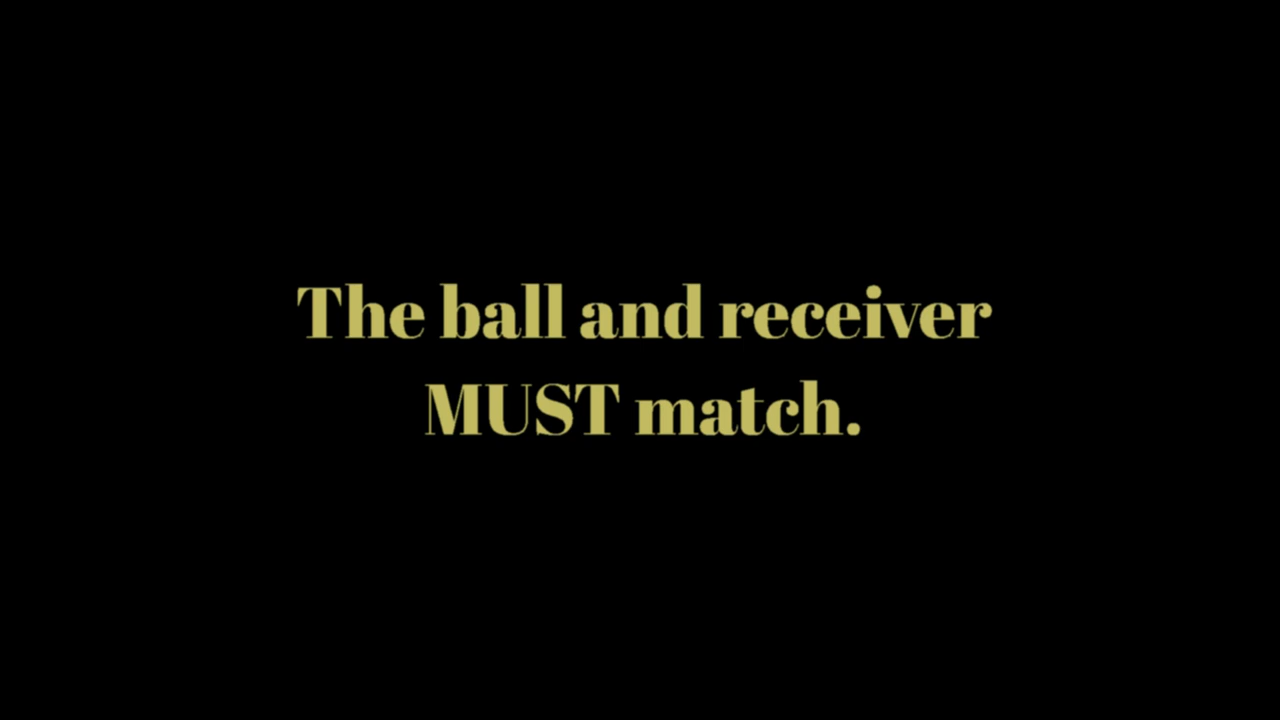 The ball and receiver
MUST match.